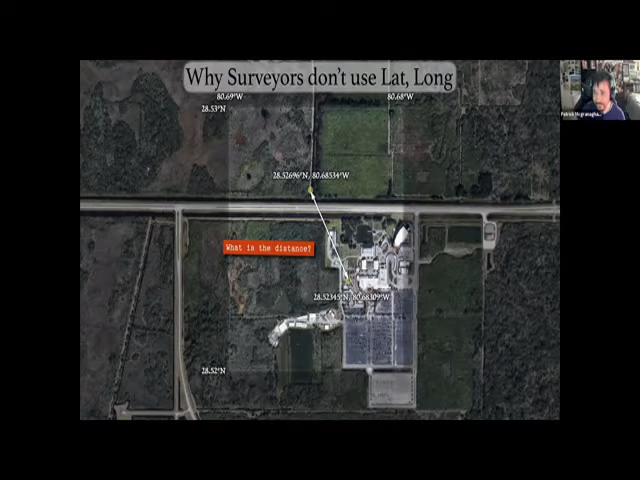 Why Surveyors don't use Lat, Long
80.69°W
80.68°W
28.53°N
28.52696°N, 80.68534°W
What is the distance?
28.52345°N, 80.68309°W
28.52°N